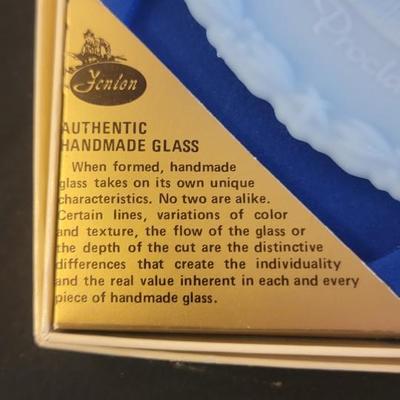 Fenton
AUTHENTIC
HANDMADE GLASS
When formed, handmade
glass takes on its own unique
characteristics. No two are alike.
Certain lines, variations of color
and texture, the flow of the glass or
the depth of the cut are the distinctive
differences that create the individuality
and the real value inherent in each and every
piece of handmade glass.